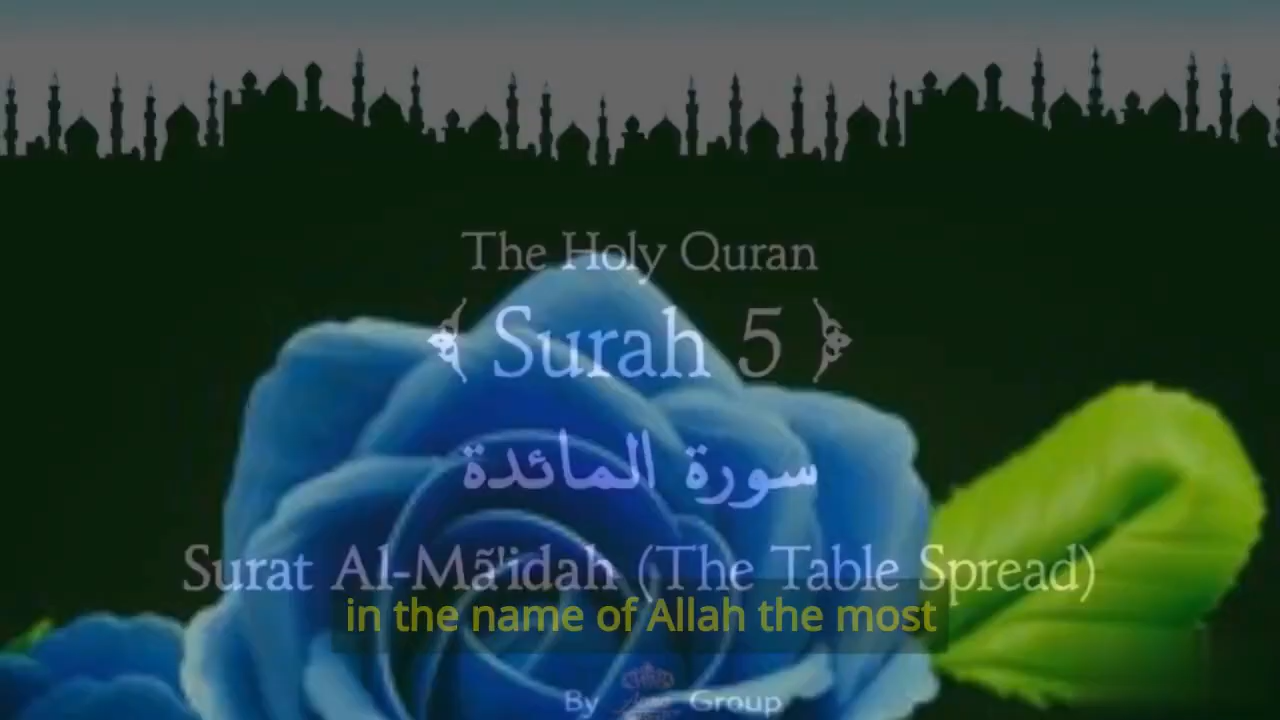 The Holy Quran
Surah 5
سورة المائدة
Surat Al-Mã'idah (The Table Spread)
in the name of Allah the most
By Group